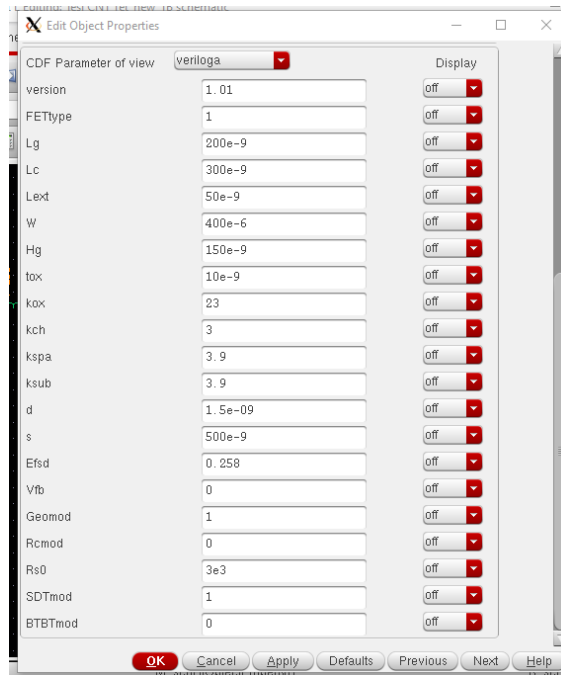 Edit Object Properties
CDF Parameter of view veriloga Display
version 1.01 off
FETtype 1 off
Lg 200e-9 off
Lc 300e-9 off
Lext 50e-9 off
W 400e-6 off
Hg 150e-9 off
tox 10e-9 off
kox 23 off
kch 3 off
kspa 3.9 off
ksub 3.9 off
d 1.5e-09 off
s 500e-9 off
Efsd 0.258 off
Vfb 0 off
Geomod 1 off
Rcmod 0 off
Rs0 3e3 off
SDTmod 1 off
BTBTmod 0 off
OK Cancel Apply Defaults Previous Next Help